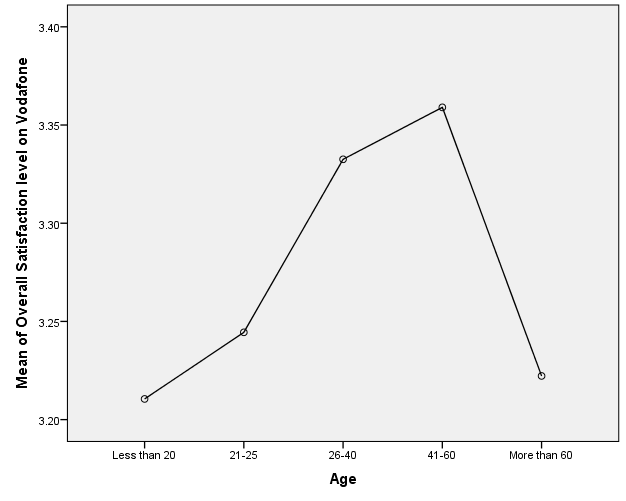 Mean of Overall Satisfaction level on Vodafone
3.40
3.35
3.30
3.25
3.20
Less than 20
21-25
26-40
41-60
More than 60
Age